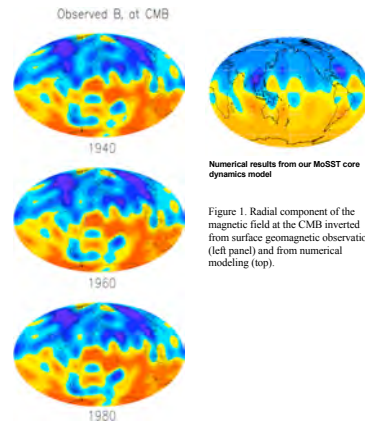 Observed B, at CMB
1940
1960
1980
Numerical results from our MoSST core
dynamics model
Figure 1. Radial component of the
magnetic field at the CMB inverted
from surface geomagnetic observatio
(left panel) and from numerical
modeling (top).